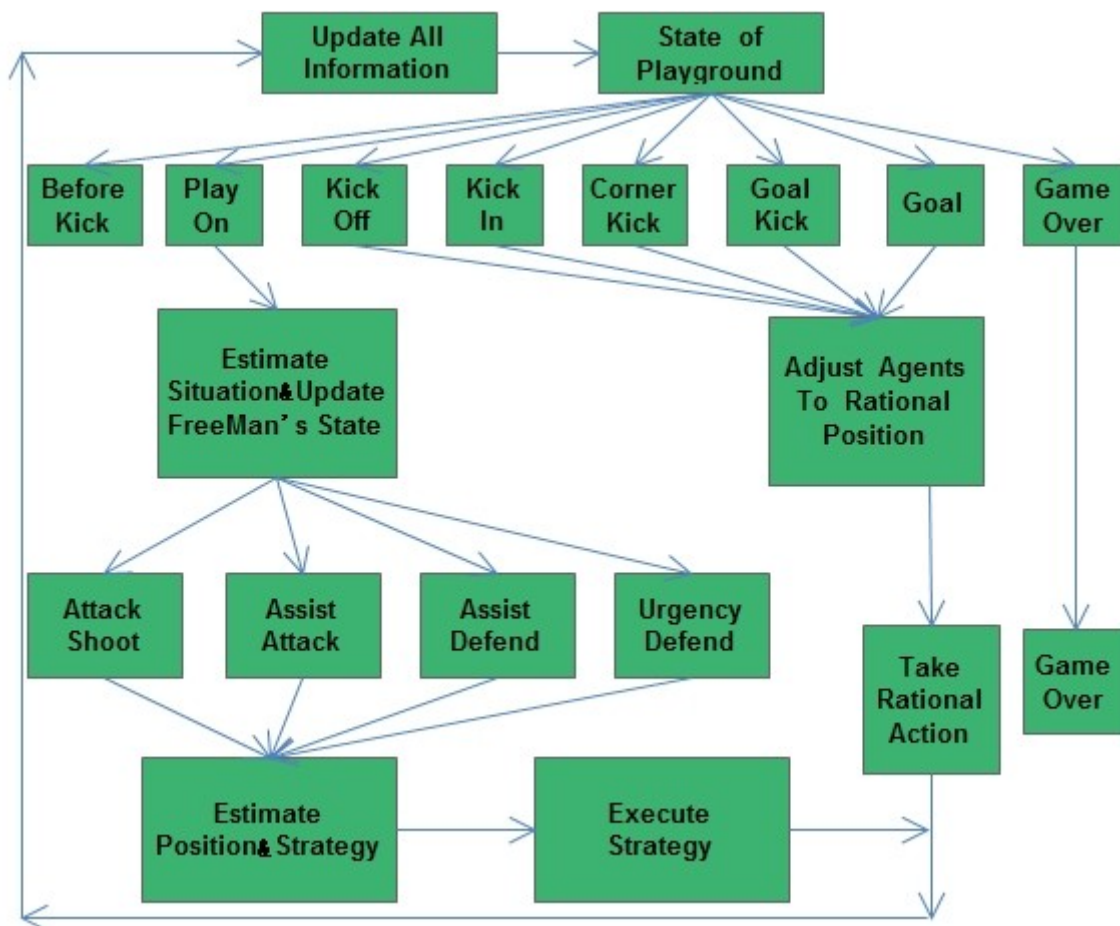 Update All
Information
State of
Playground
Before
Kick
Play
On
Kick
Off
Kick
In
Corner
Kick
Goal
Kick
Goal
Game
Over
Estimate
Situation&Update
FreeMan's State
Adjust Agents
To Rational
Position
Attack
Shoot
Assist
Attack
Assist
Defend
Urgency
Defend
Take
Rational
Action
Game
Over
Estimate
Position&Strategy
Execute
Strategy